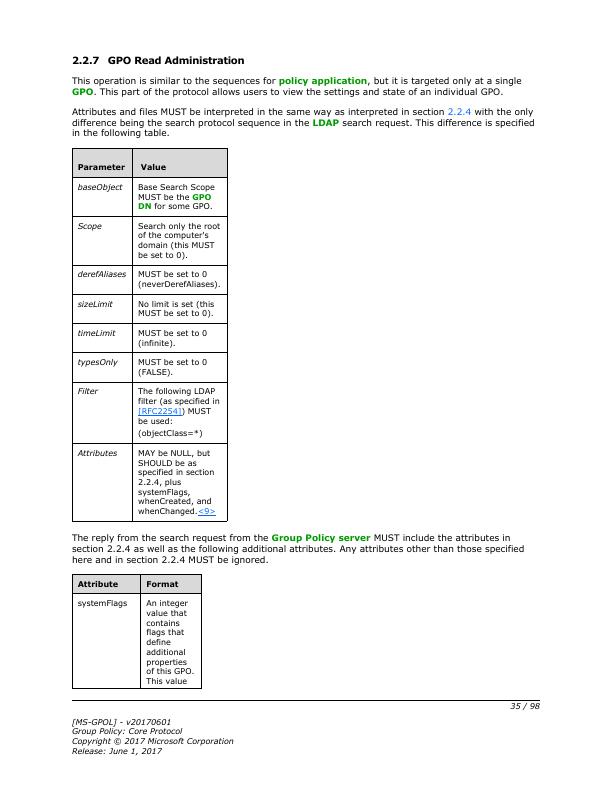 2.2.7 GPO Read Administration
This operation is similar to the sequences for policy application, but it is targeted only at a single
GPO. This part of the protocol allows users to view the settings and state of an individual GPO.
Attributes and files MUST be interpreted in the same way as interpreted in section 2.2.4 with the only
difference being the search protocol sequence in the LDAP search request. This difference is specified
in the following table.
Parameter Value
baseObject Base Search Scope
MUST be the GPO
DN for some GPO.
Scope Search only the root
of the computer's
domain (this MUST
be set to 0).
derefAliases MUST be set to 0
(neverDerefAliases).
sizeLimit No limit is set (this
must be set to 0).
timeLimit MUST be set to 0
(infinite).
typesOnly MUST be set to 0
(FALSE).
Filter The following LDAP
filter (as specified in
[RFC2254]) MUST
be used:
(objectClass=*)
Attributes MAY be NULL, but
SHOULD be as
specified in section
2.2.4, plus
systemFlags,
whenCreated, and
whenChanged.<9>
The reply from the search request from the Group Policy server MUST include the attributes in
section 2.2.4 as well as the following additional attributes. Any attributes other than those specified
here and in section 2.2.4 MUST be ignored.
Attribute Format
systemFlags An integer
value that
contains
flags that
define
additional
properties
of this GPO.
This value
35 / 98
[MS-GPOL] - v20170601
Group Policy: Core Protocol
Copyright © 2017 Microsoft Corporation
Release: June 1, 2017